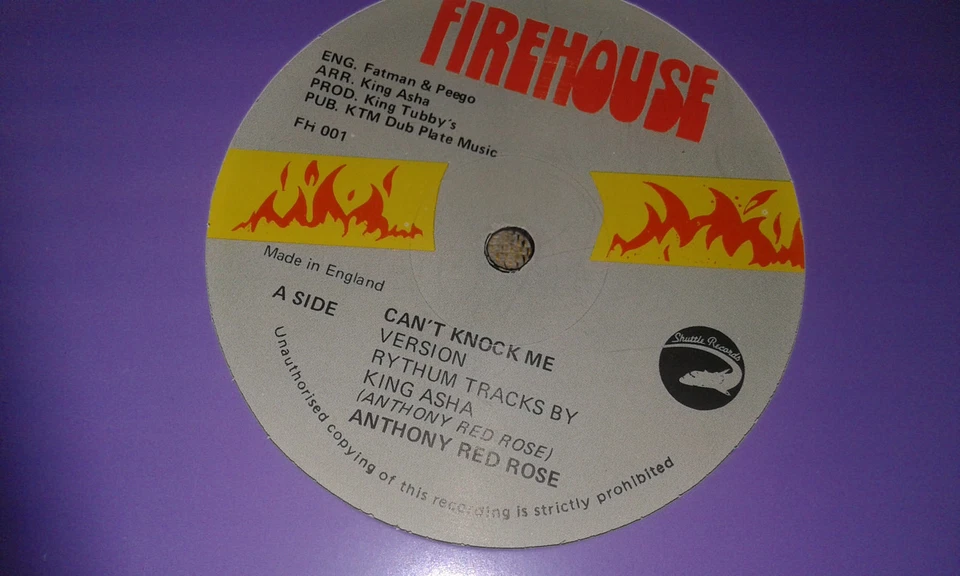 FIREHOUSE
ENG. Fatman & Peego
ARR. King Asha
PROD. King Tubby's
PUB. KTM Dub Plate Music
FH 001
Made in England
A SIDE
CAN'T KNOCK ME
VERSION
RYTHUM TRACKS BY
KING ASHA
(ANTHONY RED ROSE)
ANTHONY RED ROSE
Shuttle Records
Unauthorised copying of this recording is strictly prohibited